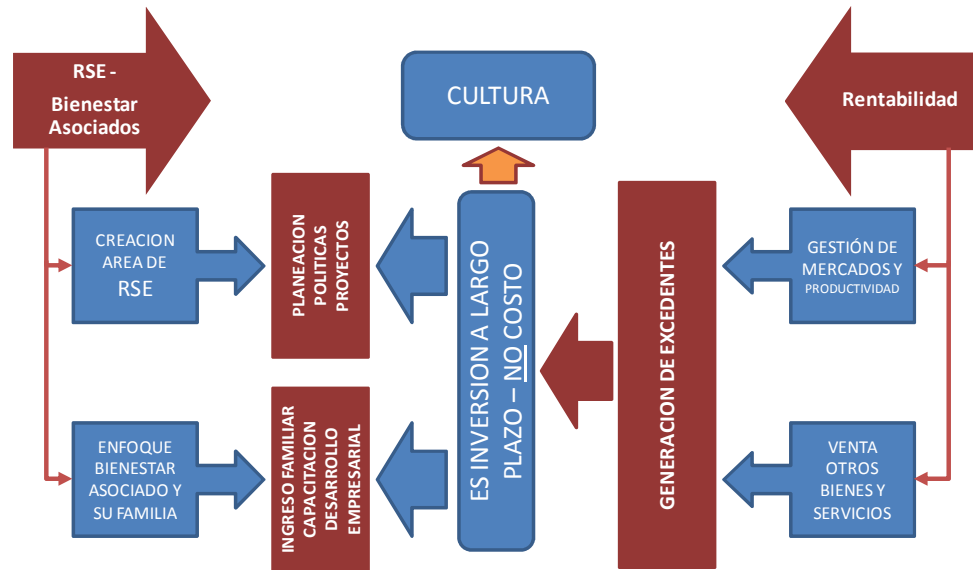 RSE -
Bienestar
Asociados
CULTURA
Rentabilidad
CREACION
AREA DE
RSE
PLANEACION
POLITICAS
PROYECTOS
ES INVERSION A LARGO
PLAZO – NO COSTO
GENERACION DE EXCEDENTES
GESTIÓN DE
MERCADOS Y
PRODUCTIVIDAD
ENFOQUE
BIENESTAR
ASOCIADO Y
SU FAMILIA
INGRESO FAMILIAR
CAPACITACION
DESARROLLO
EMPRESARIAL
VENTA
OTROS
BIENES Y
SERVICIOS